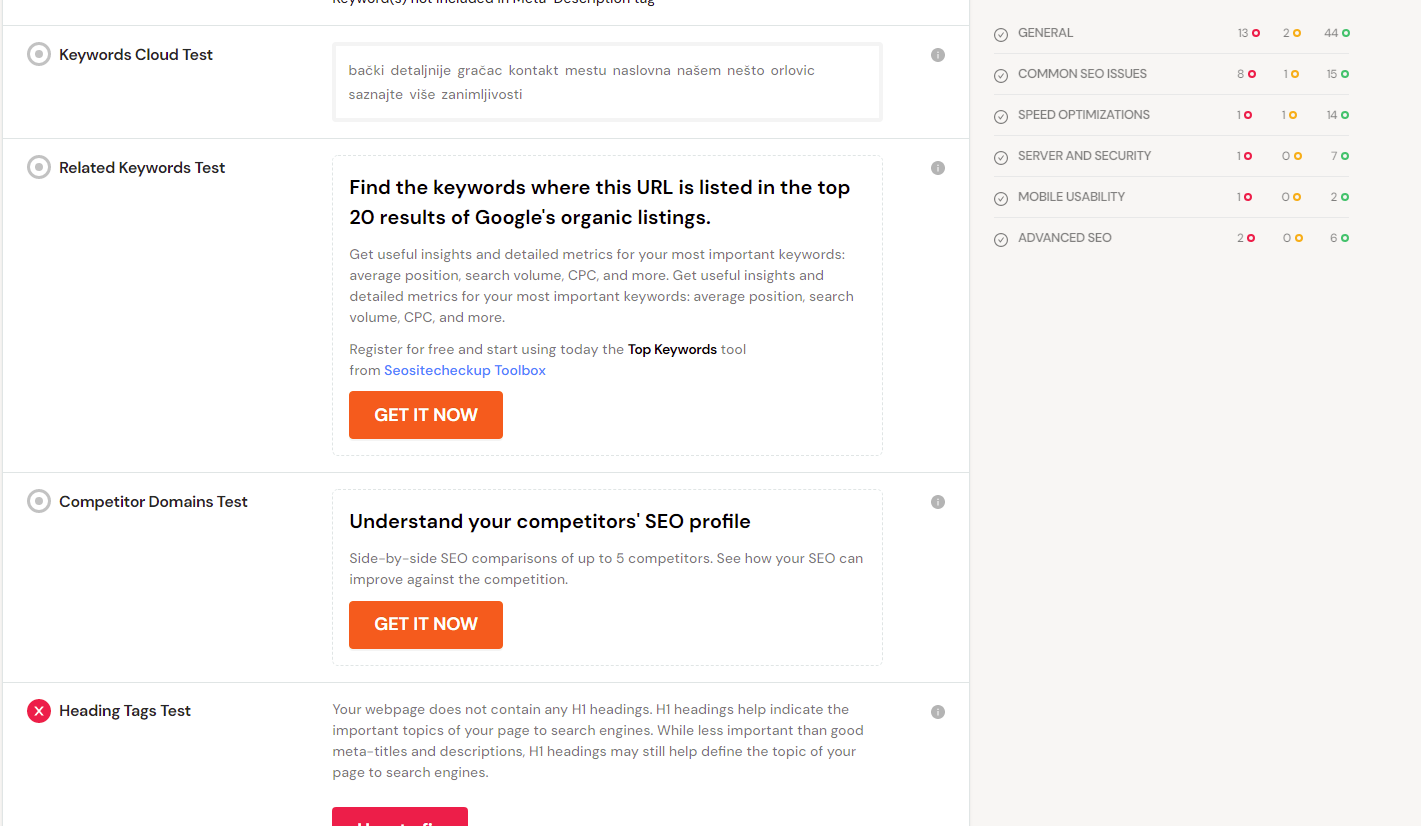 Keyword(s) not included in Meta-Description tag
Keywords Cloud Test
bački detaljnije gračac kontakt mestu naslovna našem nešto orlovic
saznajte više zanimljivosti
Related Keywords Test
Find the keywords where this URL is listed in the top
20 results of Google's organic listings.
Get useful insights and detailed metrics for your most important keywords:
average position, search volume, CPC, and more. Get useful insights and
detailed metrics for your most important keywords: average position, search
volume, CPC, and more.
Register for free and start using today the Top Keywords tool
from Seositecheckup Toolbox
GET IT NOW
Competitor Domains Test
Understand your competitors' SEO profile
Side-by-side SEO comparisons of up to 5 competitors. See how your SEO can
improve against the competition.
GET IT NOW
Heading Tags Test
Your webpage does not contain any H1 headings. H1 headings help indicate the
important topics of your page to search engines. While less important than good
meta-titles and descriptions, H1 headings may still help define the topic of your
page to search engines.
GENERAL 13 2 44
COMMON SEO ISSUES 8 1 15
SPEED OPTIMIZATIONS 1 1 14
SERVER AND SECURITY 1 0 7
MOBILE USABILITY 1 0 2
ADVANCED SEO 2 0 6